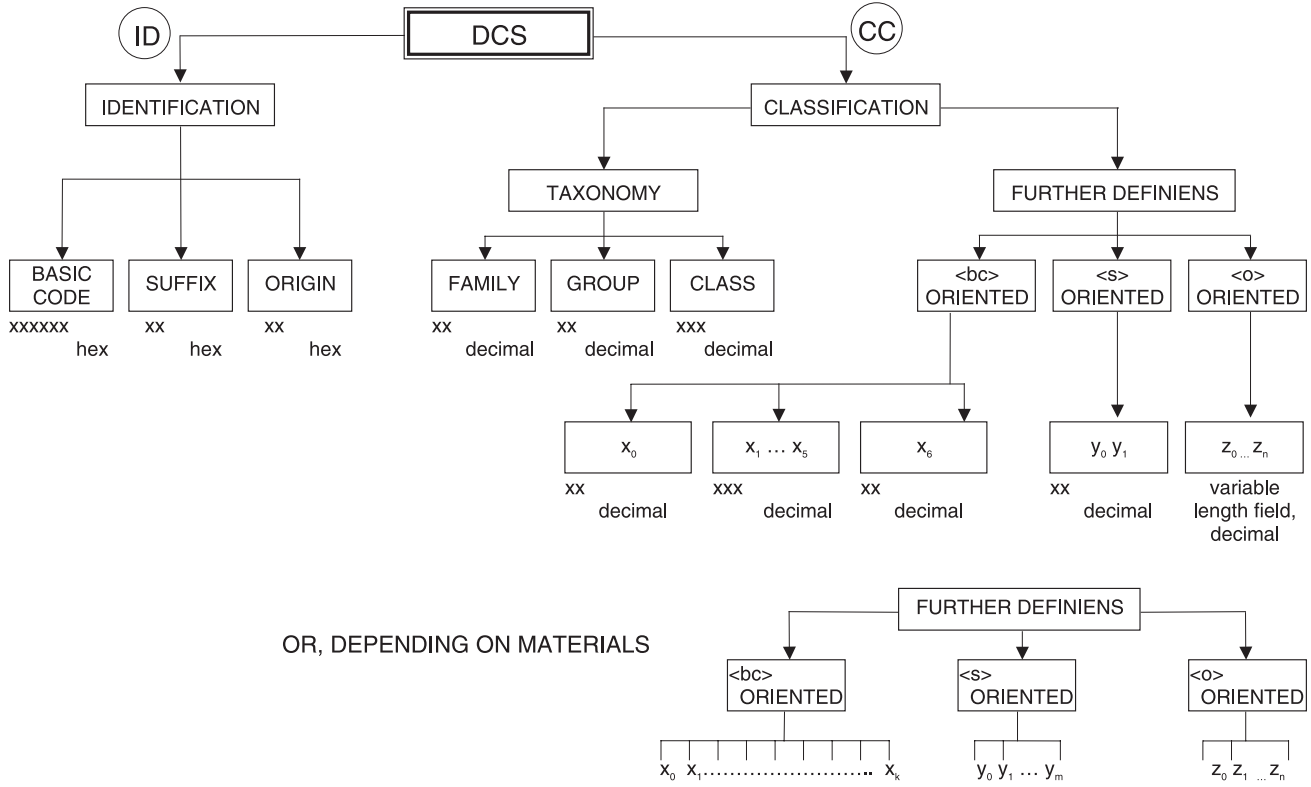 ID
DCS
CC
IDENTIFICATION
CLASSIFICATION
TAXONOMY
FURTHER DEFINIENS
BASIC
CODE
SUFFIX
ORIGIN
FAMILY
GROUP
CLASS
<bc>
ORIENTED
<s>
ORIENTED
<o>
ORIENTED
xxxxxx
hex
xx
hex
xx
hex
xx
decimal
xx
decimal
xxx
decimal
x₀
x₁ … x₅
x₆
y₀ y₁
z₀ ... zₙ
xx
decimal
xxx
decimal
xx
decimal
xx
decimal
variable
length field,
decimal
OR, DEPENDING ON MATERIALS
FURTHER DEFINIENS
<bc>
ORIENTED
<s>
ORIENTED
<o>
ORIENTED
x₀ x₁........................... xₖ
y₀ y₁ … yₘ
z₀ z₁ ... zₙ